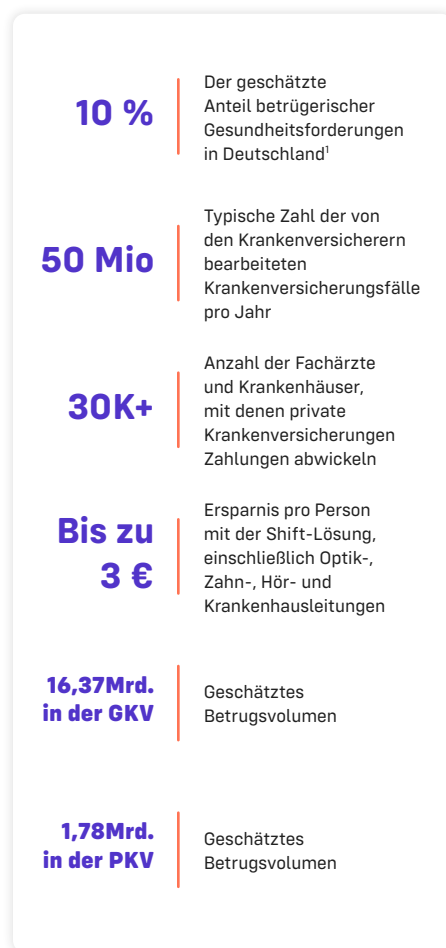 10 %
Der geschätzte
Anteil betrügerischer
Gesundheitsforderungen
in Deutschland¹
50 Mio
Typische Zahl der von
den Krankenversicherern
bearbeiteten
Krankenversicherungsfälle
pro Jahr
30K+
Anzahl der Fachärzte
und Krankenhäuser,
mit denen private
Krankenversicherungen
Zahlungen abwickeln
Bis zu
3 €
Ersparnis pro Person
mit der Shift-Lösung,
einschließlich Optik-,
Zahn-, Hör- und
Krankenhausleitungen
16,37Mrd.
in der GKV
Geschätztes
Betrugsvolumen
1,78Mrd.
in der PKV
Geschätztes
Betrugsvolumen